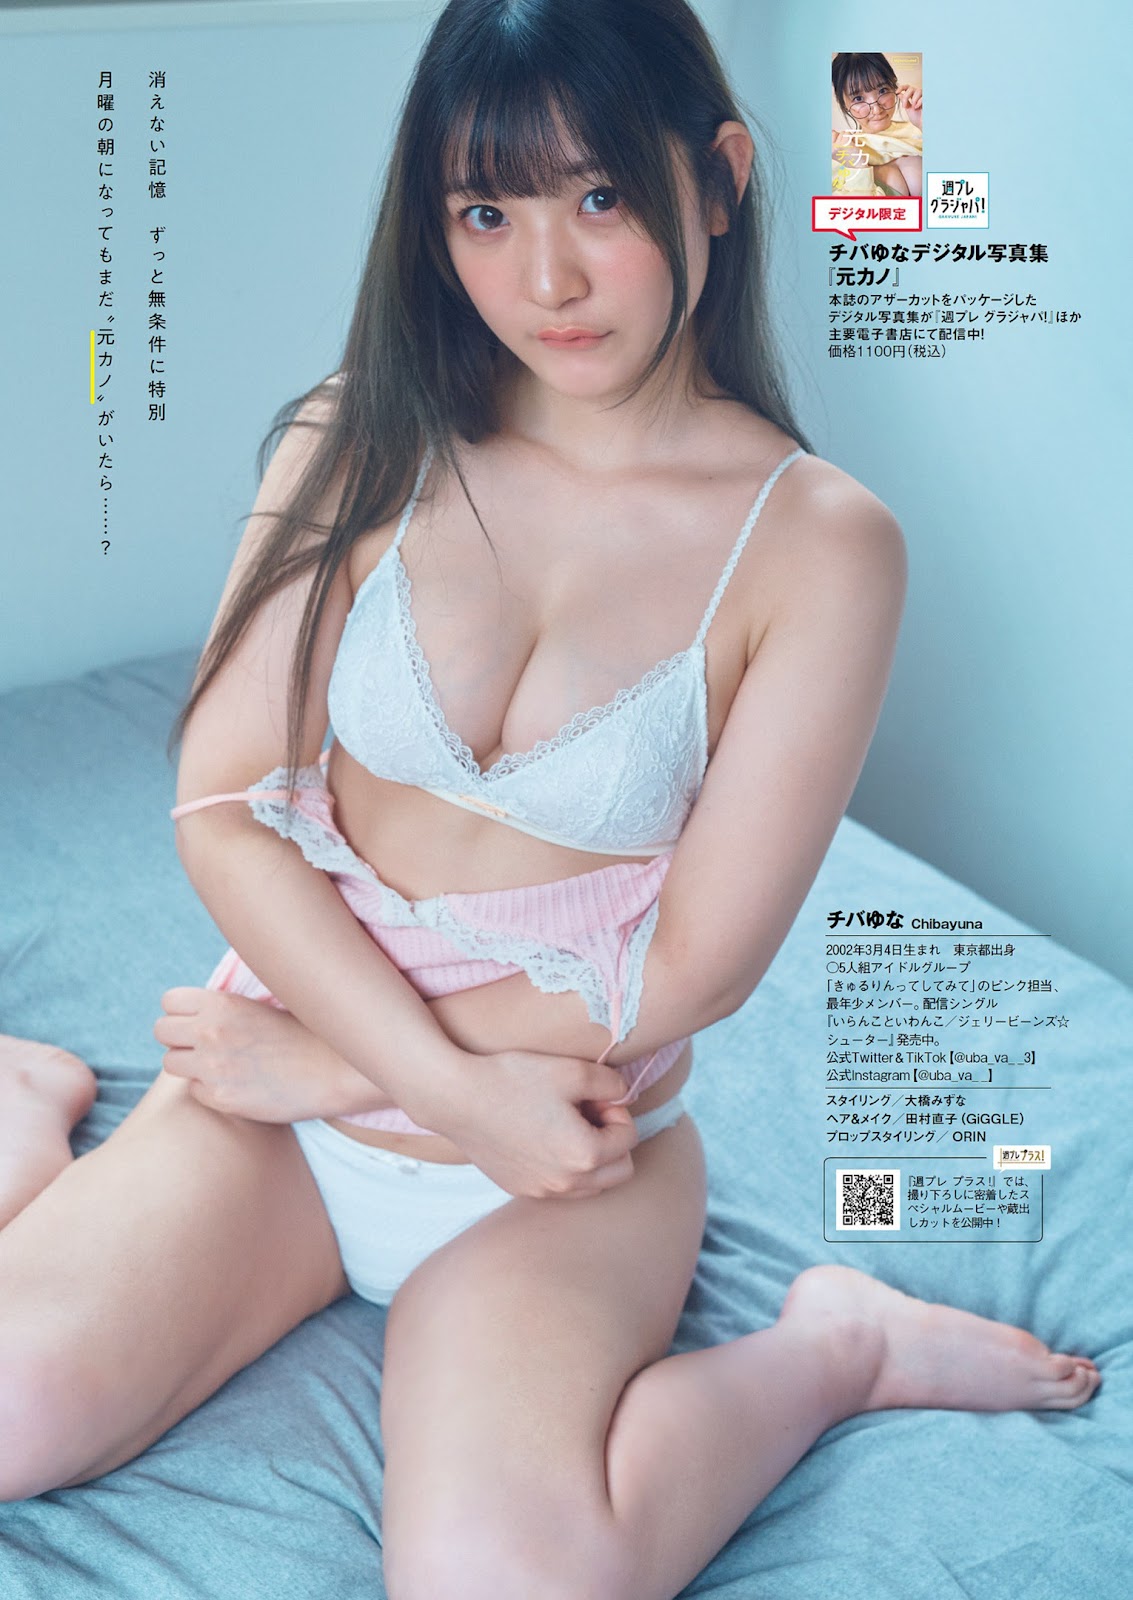 消えない記憶　ずっと無条件に特別
月曜の朝になってもまだ〝元カノ〟がいたら……？
元カノ
デジタル限定
週プレ
グラジャパ!
チバゆなデジタル写真集
『元カノ』
本誌のアザーカットをパッケージした
デジタル写真集が『週プレ グラジャパ!』ほか
主要電子書店にて配信中!
価格1100円(税込)
チバゆな Chibayuna
2002年3月4日生まれ　東京都出身
○5人組アイドルグループ
「きゅるりんってしてみて」のピンク担当、
最年少メンバー。配信シングル
『いらんこといわんこ／ジェリービーンズ☆
シューター』発売中。
公式Twitter＆TikTok【@uba_va_ _3】
公式Instagram【@uba_va_ _】
スタイリング／大橋みずな
ヘア&メイク／田村直子（GiGGLE）
プロップスタイリング／ ORIN
週プレプラス!
『週プレ プラス!』では、
撮り下ろしに密着したス
ペシャルムービーや蔵出
しカットを公開中！